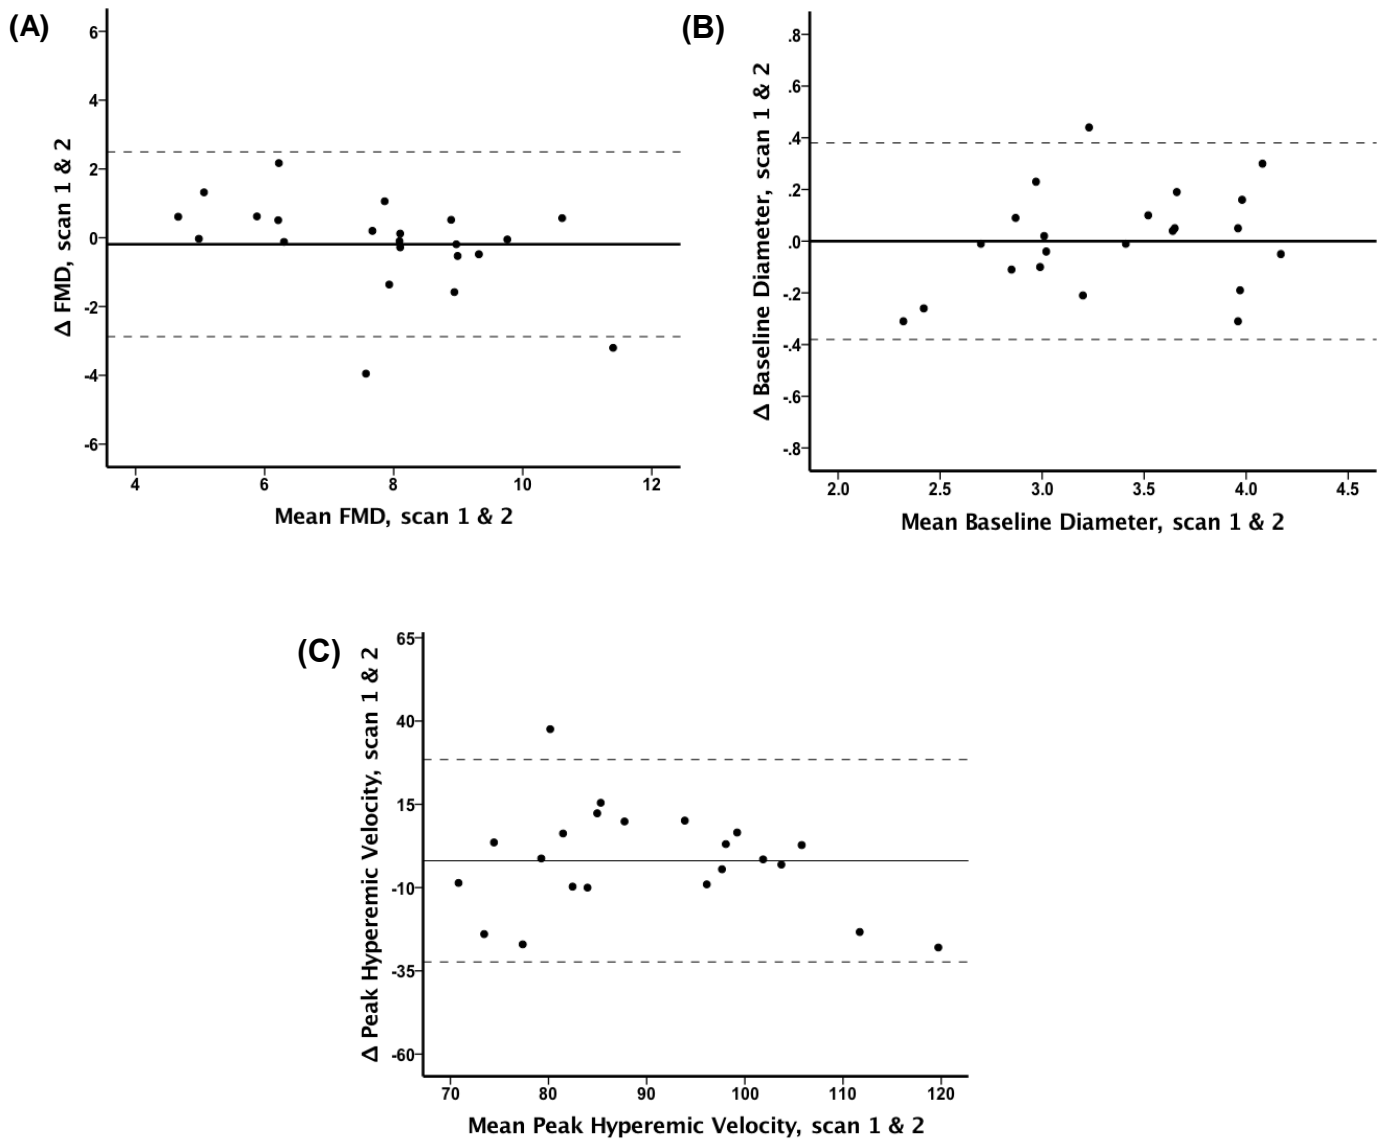 (A)
6
4
2
0
-2
-4
-6
Δ FMD, scan 1 & 2
4 6 8 10 12
Mean FMD, scan 1 & 2
(B)
.8
.6
.4
.2
.0
-.2
-.4
-.6
-.8
Δ Baseline Diameter, scan 1 & 2
2.0 2.5 3.0 3.5 4.0 4.5
Mean Baseline Diameter, scan 1 & 2
(C)
65
40
15
-10
-35
-60
Δ Peak Hyperemic Velocity, scan 1 & 2
70 80 90 100 110 120
Mean Peak Hyperemic Velocity, scan 1 & 2